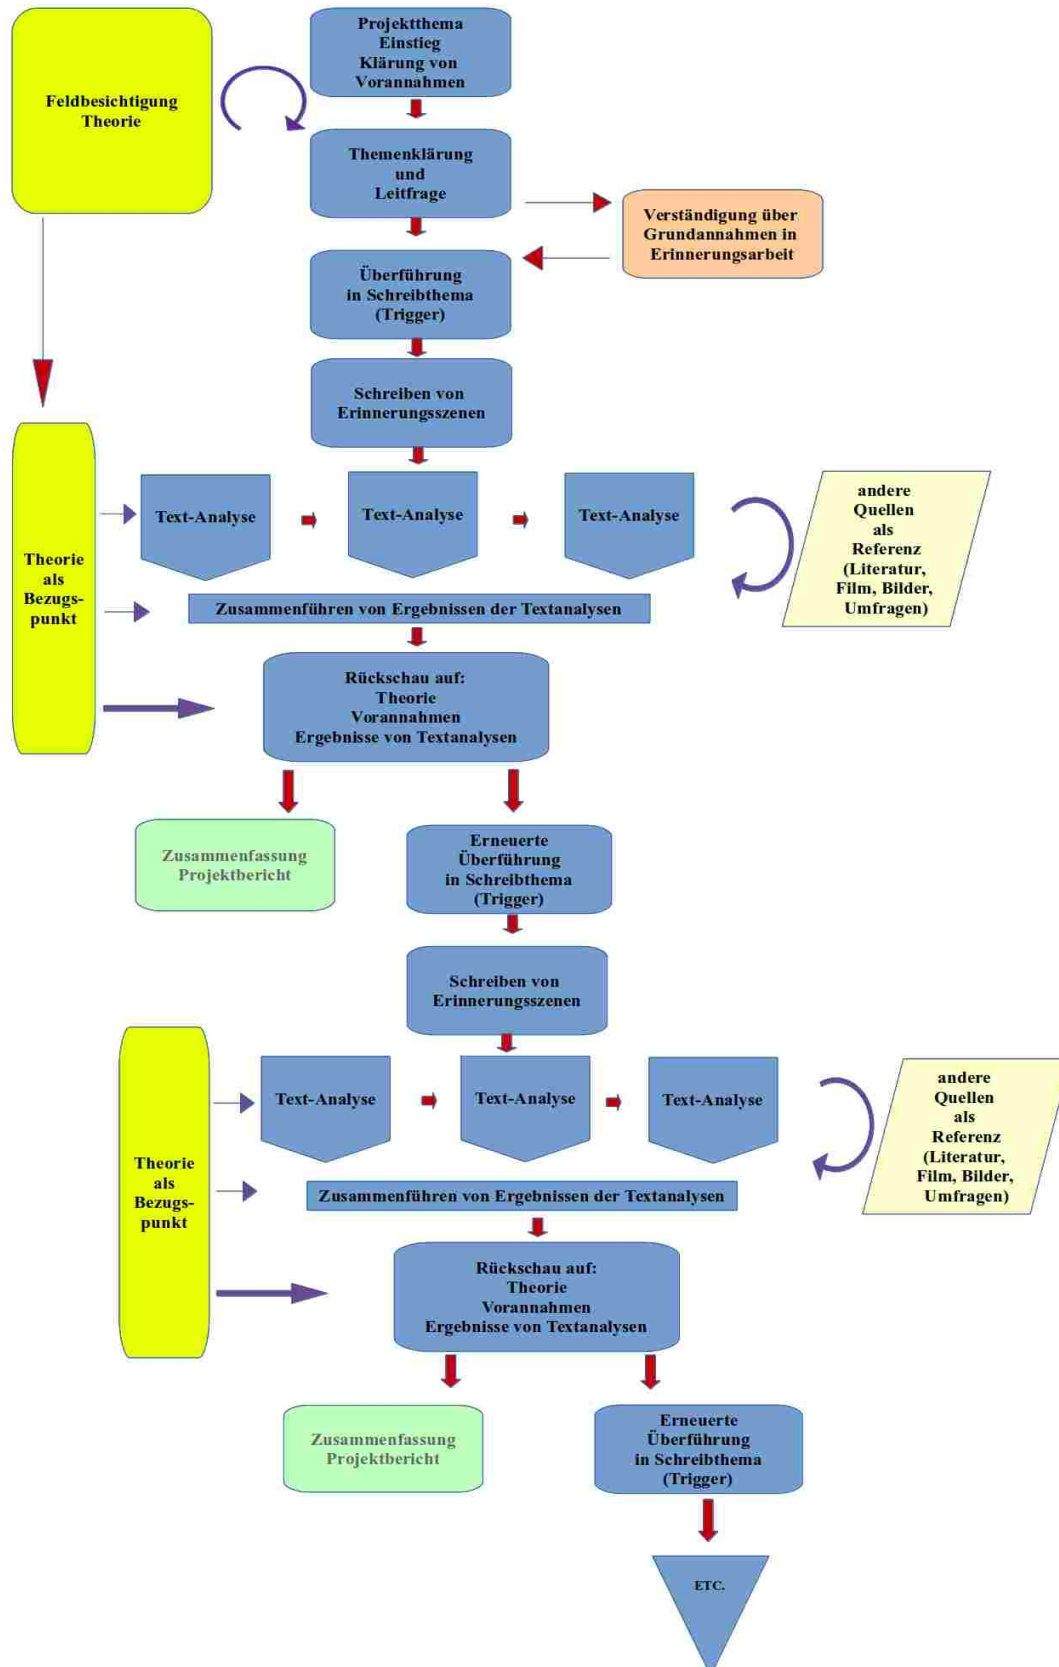 Projektthema
Einstieg
Klärung von
Vorannahmen
Feldbesichtigung
Theorie
Themenklärung
und
Leitfrage
Verständigung über
Grundannahmen in
Erinnerungsarbeit
Überführung
in Schreibthema
(Trigger)
Schreiben von
Erinnerungsszenen
Theorie
als
Bezugs-
punkt
Text-Analyse
Text-Analyse
Text-Analyse
andere
Quellen
als
Referenz
(Literatur,
Film, Bilder,
Umfragen)
Zusammenführen von Ergebnissen der Textanalysen
Rückschau auf:
Theorie
Vorannahmen
Ergebnisse von Textanalysen
Zusammenfassung
Projektbericht
Erneuerte
Überführung
in Schreibthema
(Trigger)
Schreiben von
Erinnerungsszenen
Theorie
als
Bezugs-
punkt
Text-Analyse
Text-Analyse
Text-Analyse
andere
Quellen
als
Referenz
(Literatur,
Film, Bilder,
Umfragen)
Zusammenführen von Ergebnissen der Textanalysen
Rückschau auf:
Theorie
Vorannahmen
Ergebnisse von Textanalysen
Zusammenfassung
Projektbericht
Erneuerte
Überführung
in Schreibthema
(Trigger)
ETC.